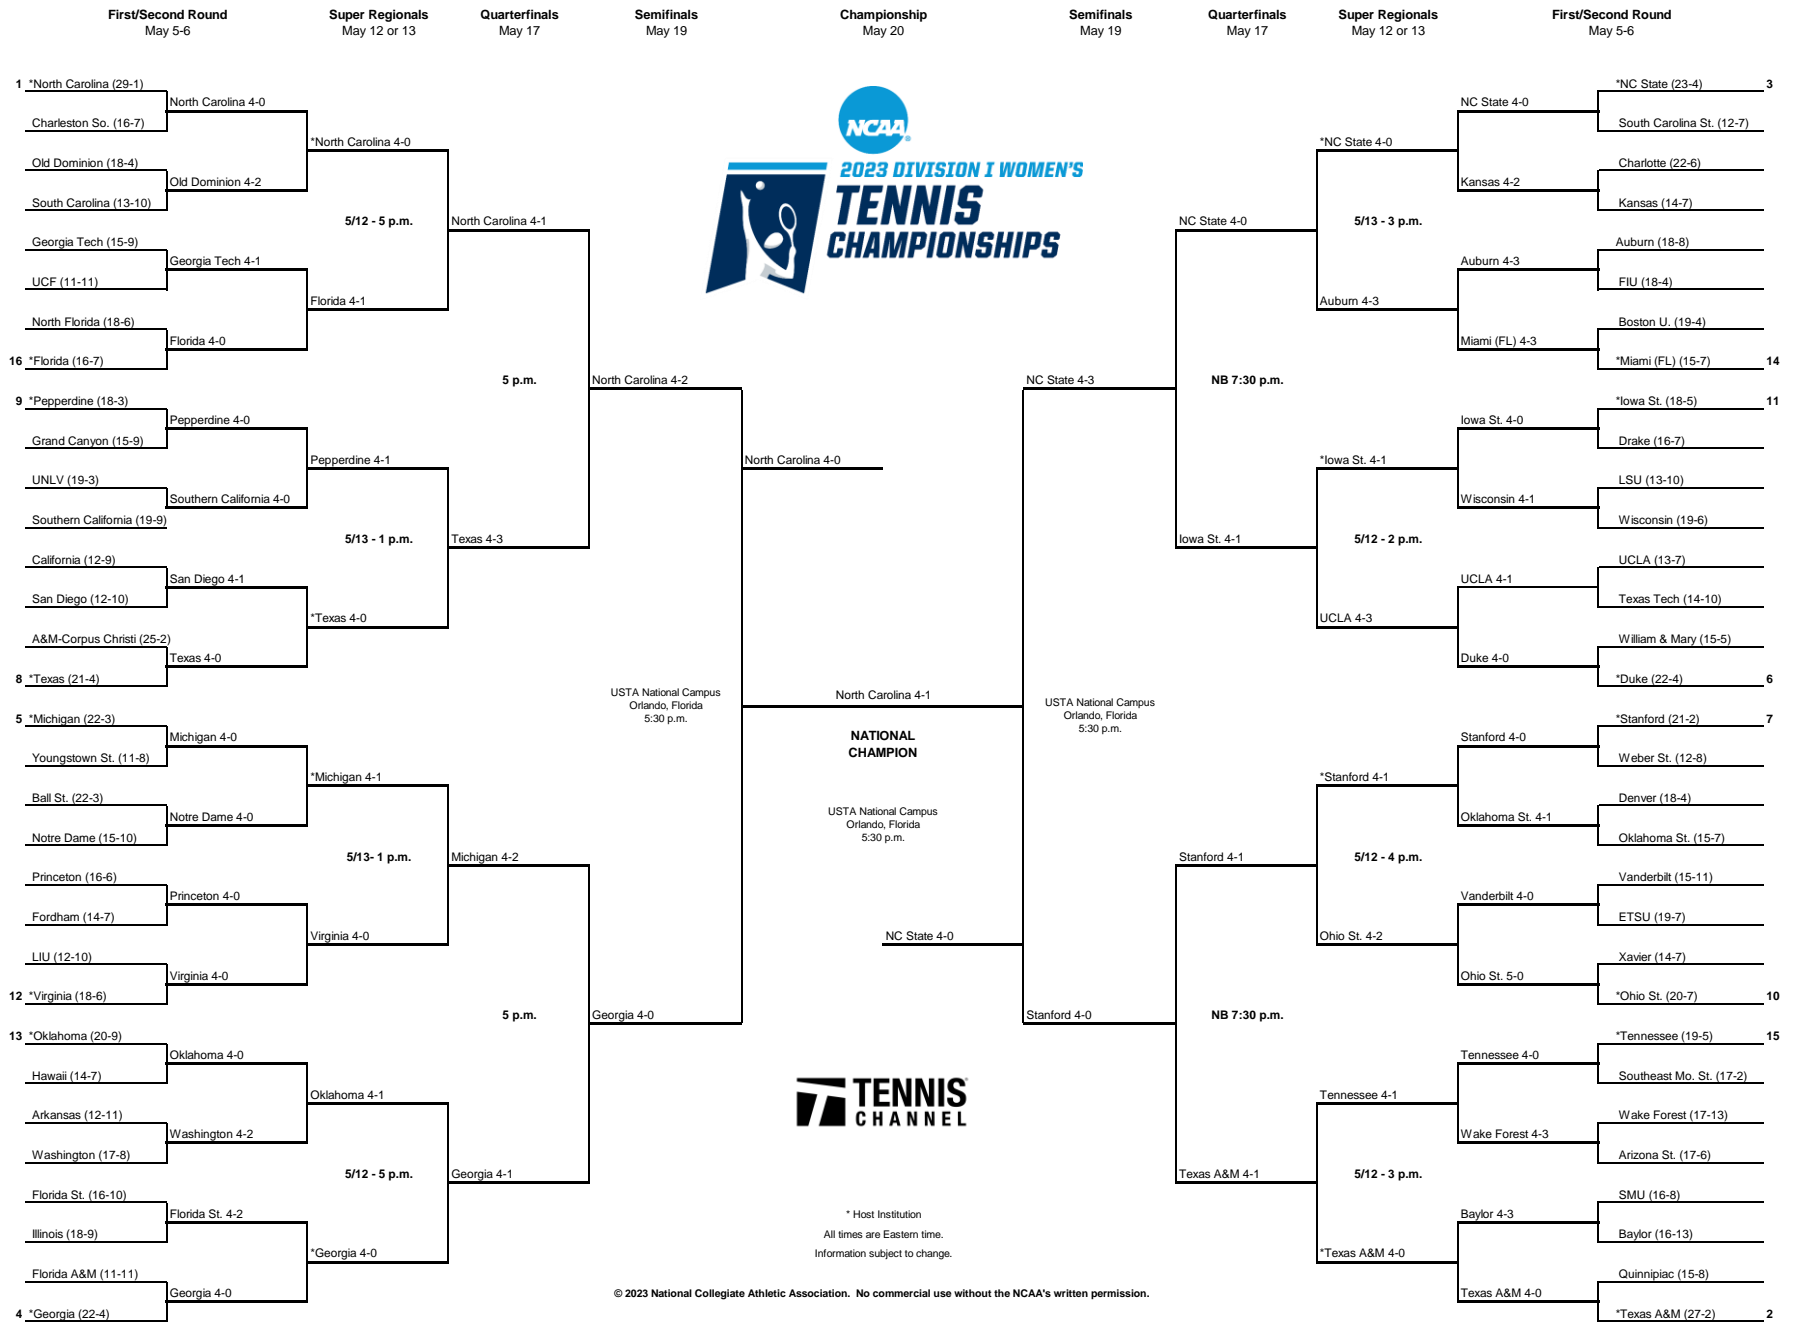 First/Second Round
May 5-6
Super Regionals
May 12 or 13
Quarterfinals
May 17
Semifinals
May 19
Championship
May 20
Semifinals
May 19
Quarterfinals
May 17
Super Regionals
May 12 or 13
First/Second Round
May 5-6
1 *North Carolina (29-1)
North Carolina 4-0
Charleston So. (16-7)
*North Carolina 4-0
Old Dominion (18-4)
Old Dominion 4-2
South Carolina (13-10)
5/12 - 5 p.m.
North Carolina 4-1
Georgia Tech (15-9)
Georgia Tech 4-1
UCF (11-11)
Florida 4-1
North Florida (18-6)
Florida 4-0
16 *Florida (16-7)
5 p.m.
North Carolina 4-2
9 *Pepperdine (18-3)
Pepperdine 4-0
Grand Canyon (15-9)
Pepperdine 4-1
UNLV (19-3)
Southern California 4-0
Southern California (19-9)
5/13 - 1 p.m.
Texas 4-3
California (12-9)
San Diego 4-1
San Diego (12-10)
*Texas 4-0
A&M-Corpus Christi (25-2)
Texas 4-0
8 *Texas (21-4)
5 *Michigan (22-3)
Michigan 4-0
Youngstown St. (11-8)
*Michigan 4-1
Ball St. (22-3)
Notre Dame 4-0
Notre Dame (15-10)
5/13- 1 p.m.
Michigan 4-2
Princeton (16-6)
Princeton 4-0
Fordham (14-7)
Virginia 4-0
LIU (12-10)
Virginia 4-0
12 *Virginia (18-6)
5 p.m.
Georgia 4-0
13 *Oklahoma (20-9)
Oklahoma 4-0
Hawaii (14-7)
Oklahoma 4-1
Arkansas (12-11)
Washington 4-2
Washington (17-8)
5/12 - 5 p.m.
Georgia 4-1
Florida St. (16-10)
Florida St. 4-2
Illinois (18-9)
*Georgia 4-0
Florida A&M (11-11)
Georgia 4-0
4 *Georgia (22-4)
NCAA
2023 DIVISION I WOMEN'S
TENNIS
CHAMPIONSHIPS
North Carolina 4-0
USTA National Campus
Orlando, Florida
5:30 p.m.
North Carolina 4-1
NATIONAL
CHAMPION
USTA National Campus
Orlando, Florida
5:30 p.m.
USTA National Campus
Orlando, Florida
5:30 p.m.
NC State 4-0
TENNIS
CHANNEL
* Host Institution
All times are Eastern time.
Information subject to change.
© 2023 National Collegiate Athletic Association. No commercial use without the NCAA's written permission.
*NC State (23-4) 3
NC State 4-0
South Carolina St. (12-7)
*NC State 4-0
Charlotte (22-6)
Kansas 4-2
Kansas (14-7)
NC State 4-0
5/13 - 3 p.m.
Auburn (18-8)
Auburn 4-3
FIU (18-4)
Auburn 4-3
Boston U. (19-4)
Miami (FL) 4-3
*Miami (FL) (15-7) 14
NC State 4-3
NB 7:30 p.m.
*Iowa St. (18-5) 11
Iowa St. 4-0
Drake (16-7)
*Iowa St. 4-1
LSU (13-10)
Wisconsin 4-1
Wisconsin (19-6)
Iowa St. 4-1
5/12 - 2 p.m.
UCLA (13-7)
UCLA 4-1
Texas Tech (14-10)
UCLA 4-3
William & Mary (15-5)
Duke 4-0
*Duke (22-4) 6
*Stanford (21-2) 7
Stanford 4-0
Weber St. (12-8)
*Stanford 4-1
Denver (18-4)
Oklahoma St. 4-1
Oklahoma St. (15-7)
Stanford 4-1
5/12 - 4 p.m.
Vanderbilt (15-11)
Vanderbilt 4-0
ETSU (19-7)
Ohio St. 4-2
Xavier (14-7)
Ohio St. 5-0
*Ohio St. (20-7) 10
Stanford 4-0
NB 7:30 p.m.
*Tennessee (19-5) 15
Tennessee 4-0
Southeast Mo. St. (17-2)
Tennessee 4-1
Wake Forest (17-13)
Wake Forest 4-3
Arizona St. (17-6)
Texas A&M 4-1
5/12 - 3 p.m.
SMU (16-8)
Baylor 4-3
Baylor (16-13)
*Texas A&M 4-0
Quinnipiac (15-8)
Texas A&M 4-0
*Texas A&M (27-2) 2